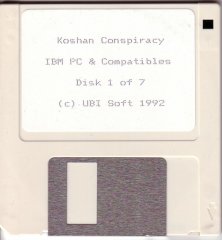 Koshan Conspiracy
IBM PC & Compatibles
Disk 1 of 7
(c) UBI Soft 1992